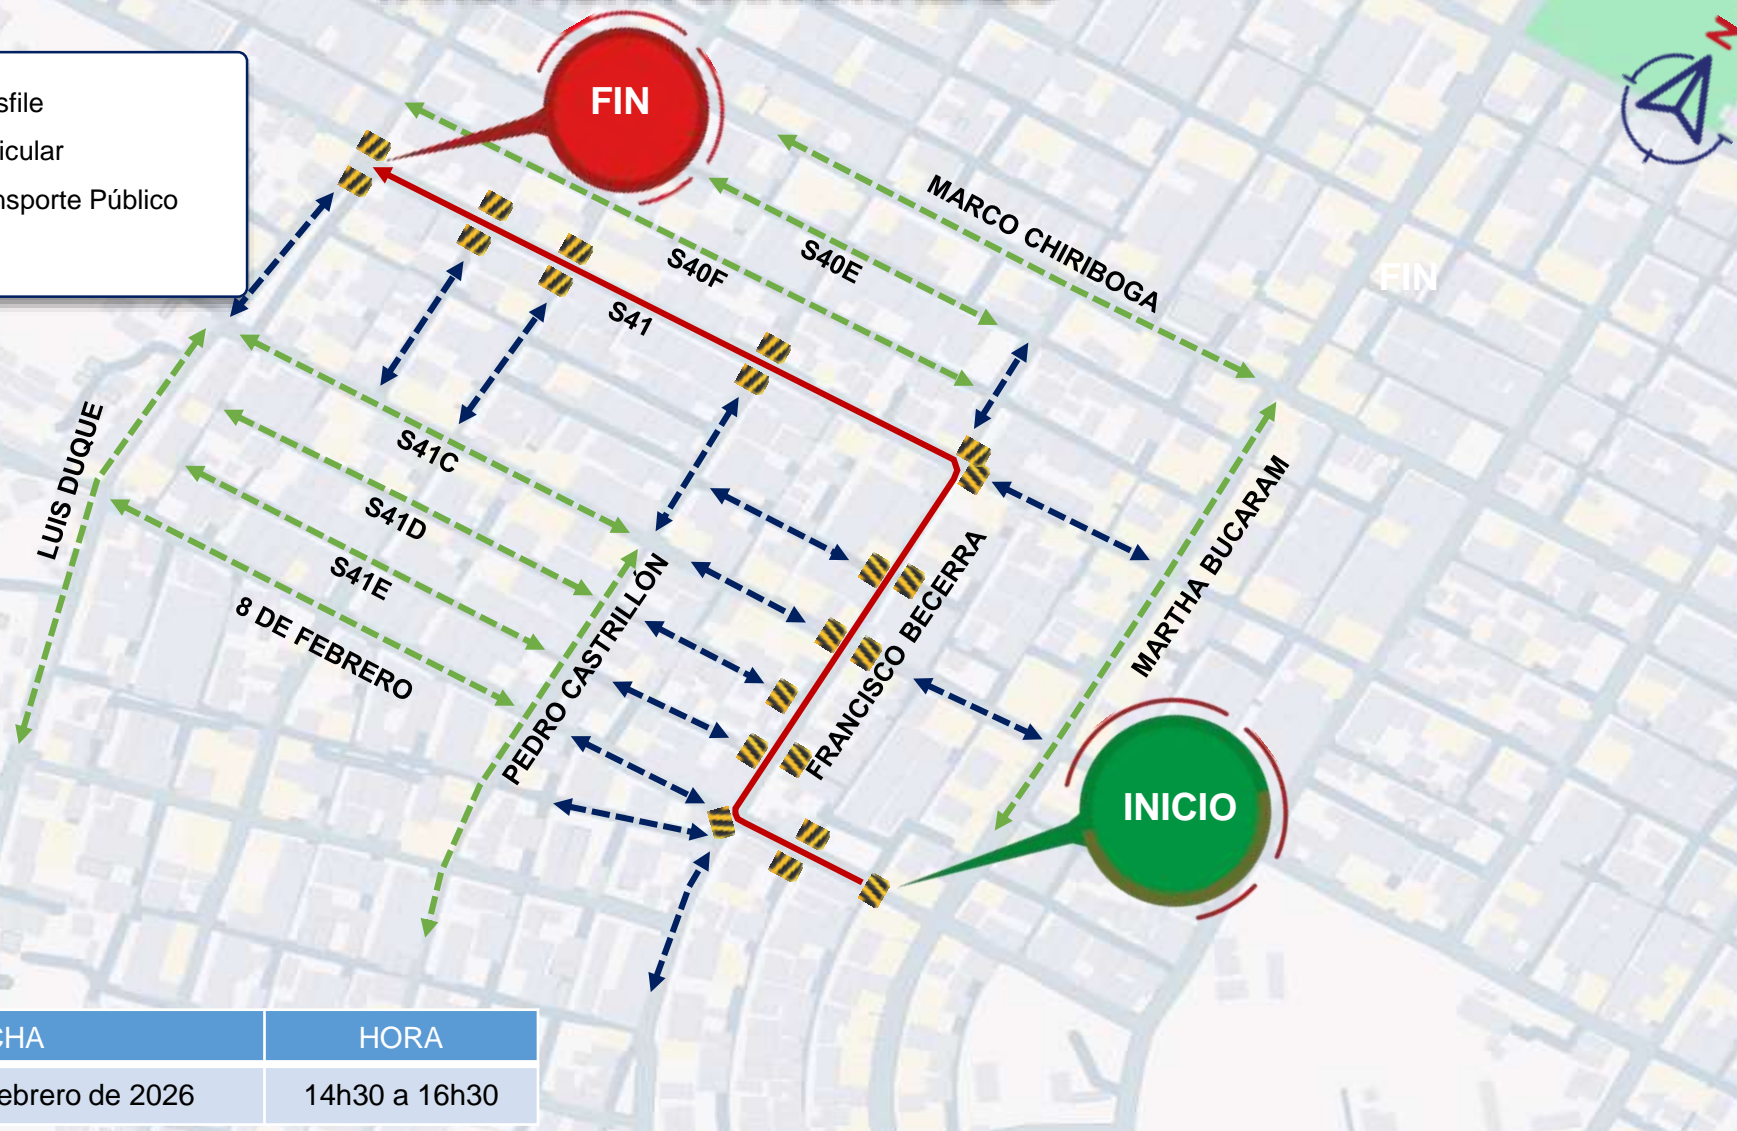 sfile
icular
nsporte Público
FIN
N
MARCO CHIRIBOGA
S40E
S40F
FIN
S41
LUIS DUQUE
S41C
S41D
S41E
8 DE FEBRERO
PEDRO CASTRILLÓN
FRANCISCO BECERRA
MARTHA BUCARAM
INICIO
CHA HORA
ebrero de 2026 14h30 a 16h30